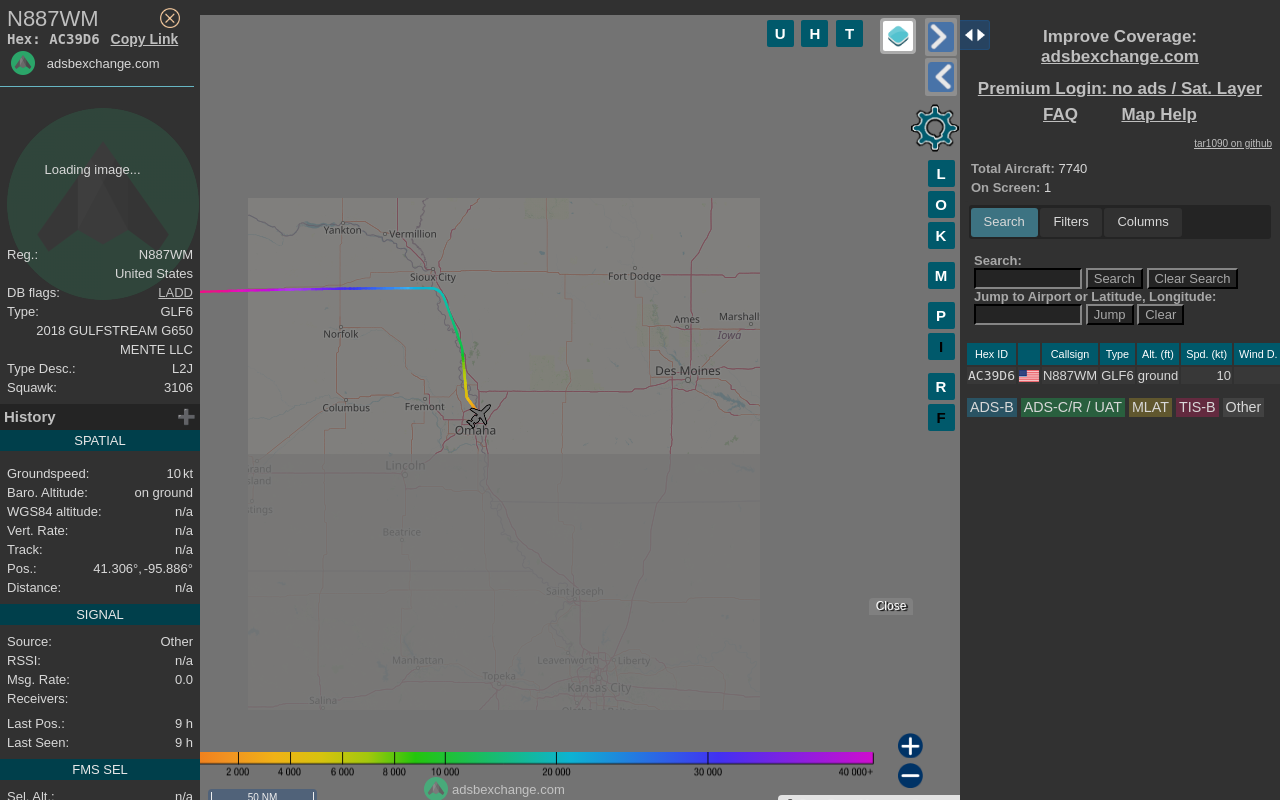 N887WM
Hex: AC39D6 Copy Link
adsbexchange.com
Loading image...
Reg.: N887WM
United States
DB flags: LADD
Type: GLF6
2018 GULFSTREAM G650
MENTE LLC
Type Desc.: L2J
Squawk: 3106
History
SPATIAL
Groundspeed: 10 kt
Baro. Altitude: on ground
WGS84 altitude: n/a
Vert. Rate: n/a
Track: n/a
Pos.: 41.306°, -95.886°
Distance: n/a
SIGNAL
Source: Other
RSSI: n/a
Msg. Rate: 0.0
Receivers:
Last Pos.: 9 h
Last Seen: 9 h
FMS SEL
Sel. Alt.: n/a
U H T
L
O
K
M
P
I
R
F
Yankton
Vermillion
Sioux City
Fort Dodge
Norfolk
Ames
Marshall
Iowa
Des Moines
Columbus
Fremont
Omaha
Lincoln
rand
sland
tings
Beatrice
Saint Joseph
Manhattan
Leavenworth
Liberty
Topeka
Kansas City
Salina
Close
2 000 4 000 6 000 8 000 10 000 20 000 30 000 40 000+
adsbexchange.com
50 NM
Improve Coverage:
adsbexchange.com
Premium Login: no ads / Sat. Layer
FAQ Map Help
tar1090 on github
Total Aircraft: 7740
On Screen: 1
Search Filters Columns
Search:
Search Clear Search
Jump to Airport or Latitude, Longitude:
Jump Clear
Hex ID Callsign Type Alt. (ft) Spd. (kt) Wind D.
AC39D6 N887WM GLF6 ground 10
ADS-B ADS-C/R / UAT MLAT TIS-B Other